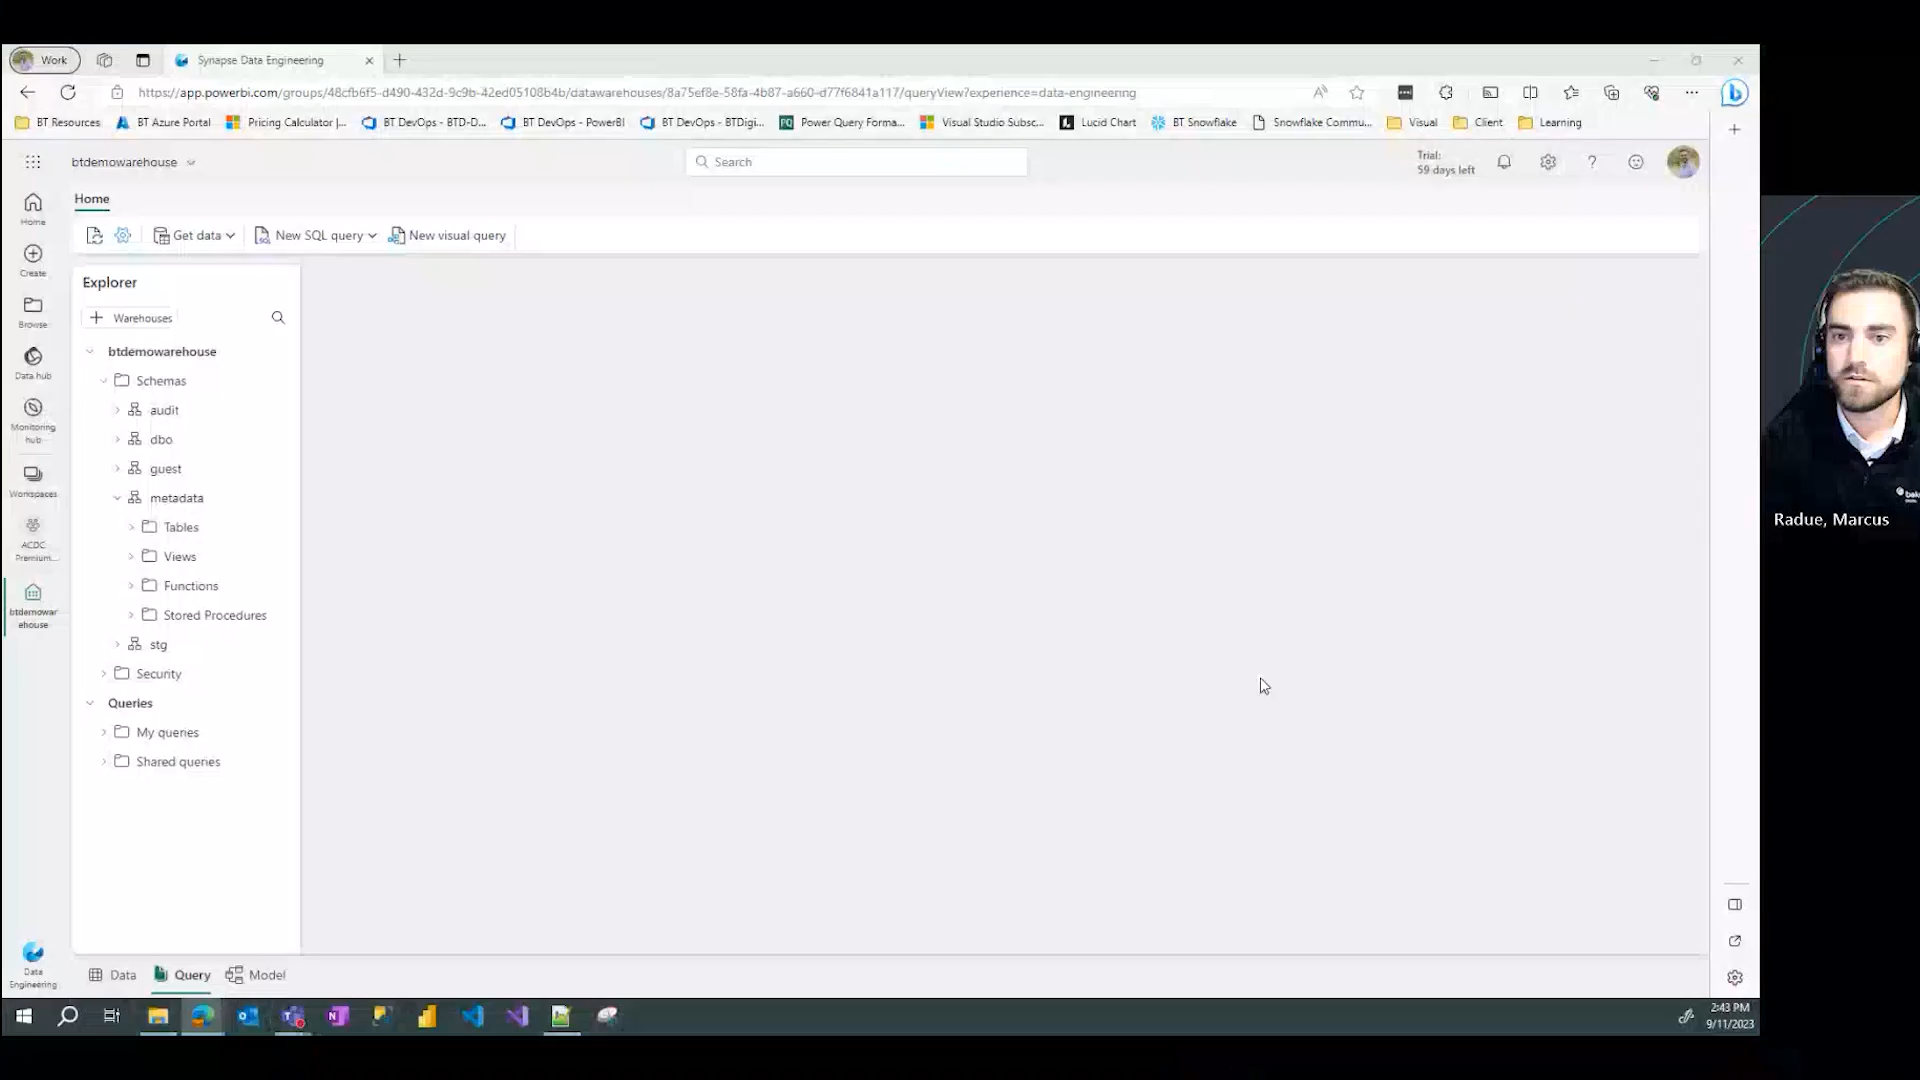 Work
Synapse Data Engineering
https://app.powerbi.com/groups/48cfb6f5-d490-432d-9c9b-42ed05108b4b/datawarehouses/8a75ef8e-58fa-4b87-a660-d77f6841a117/queryView?experience=data-engineering
BT Resources
BT Azure Portal
Pricing Calculator |...
BT DevOps - BTD-D...
BT DevOps - PowerBI
BT DevOps - BTDigi...
Power Query Forma...
Visual Studio Subsc...
Lucid Chart
BT Snowflake
Snowflake Commu...
Visual
Client
Learning
btdemowarehouse
Search
Trial:
59 days left
Home
Get data
New SQL query
New visual query
Home
Create
Browse
Data hub
Monitoring
hub
Workspaces
ACDC
Premium...
btdemowar
ehouse
Data
Engineering
Explorer
Warehouses
btdemowarehouse
Schemas
audit
dbo
guest
metadata
Tables
Views
Functions
Stored Procedures
stg
Security
Queries
My queries
Shared queries
Data
Query
Model
Radue, Marcus
2:43 PM
9/11/2023